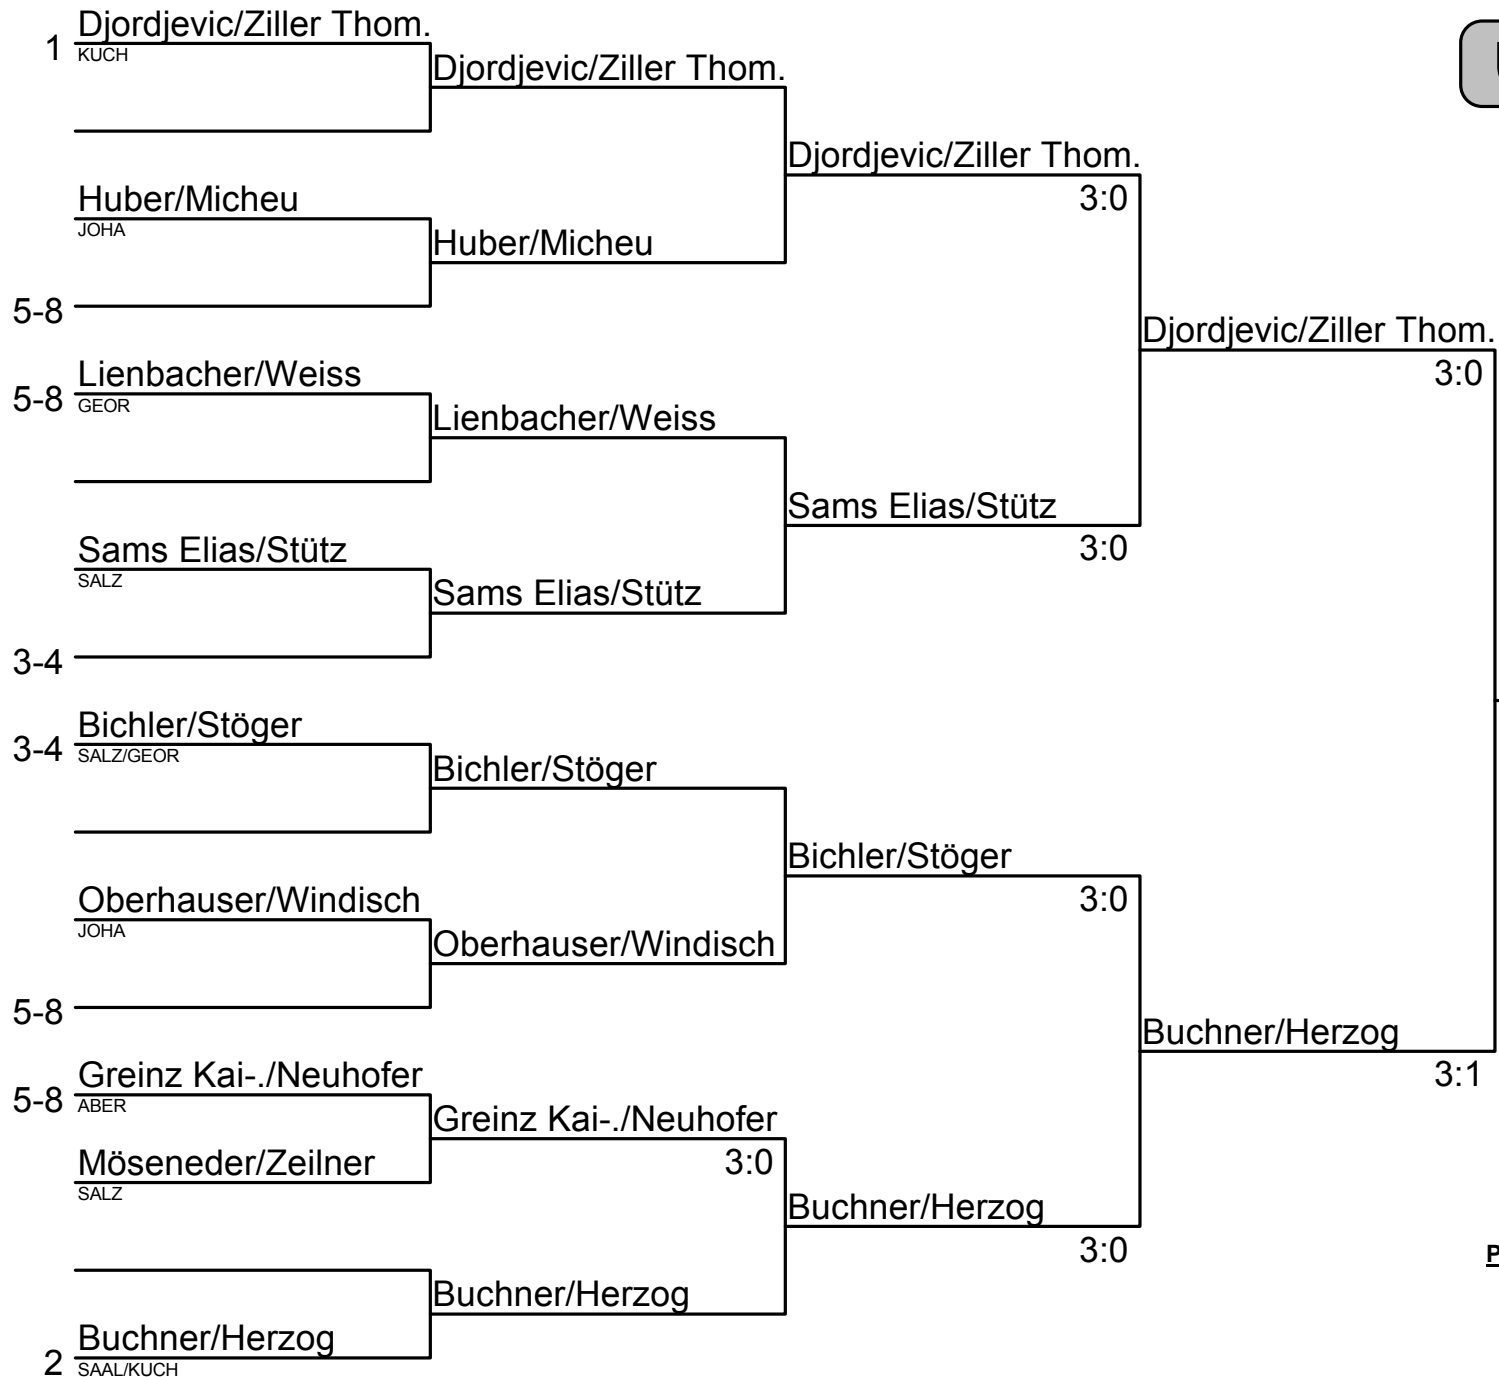 Djordjevic/Ziller Thom.
1
KUCH
Djordjevic/Ziller Thom.
Djordjevic/Ziller Thom.
3:0
Huber/Micheu
JOHA
Huber/Micheu
5-8
Djordjevic/Ziller Thom.
3:0
Lienbacher/Weiss
5-8
GEOR
Lienbacher/Weiss
Sams Elias/Stütz
3:0
Sams Elias/Stütz
SALZ
Sams Elias/Stütz
3-4
Bichler/Stöger
3-4
SALZ/GEOR
Bichler/Stöger
Bichler/Stöger
3:0
Oberhauser/Windisch
JOHA
Oberhauser/Windisch
5-8
Buchner/Herzog
3:1
Greinz Kai-./Neuhofer
5-8
ABER
Greinz Kai-./Neuhofer
3:0
Möseneder/Zeilner
SALZ
Buchner/Herzog
3:0
Buchner/Herzog
Buchner/Herzog
2
SAAL/KUCH